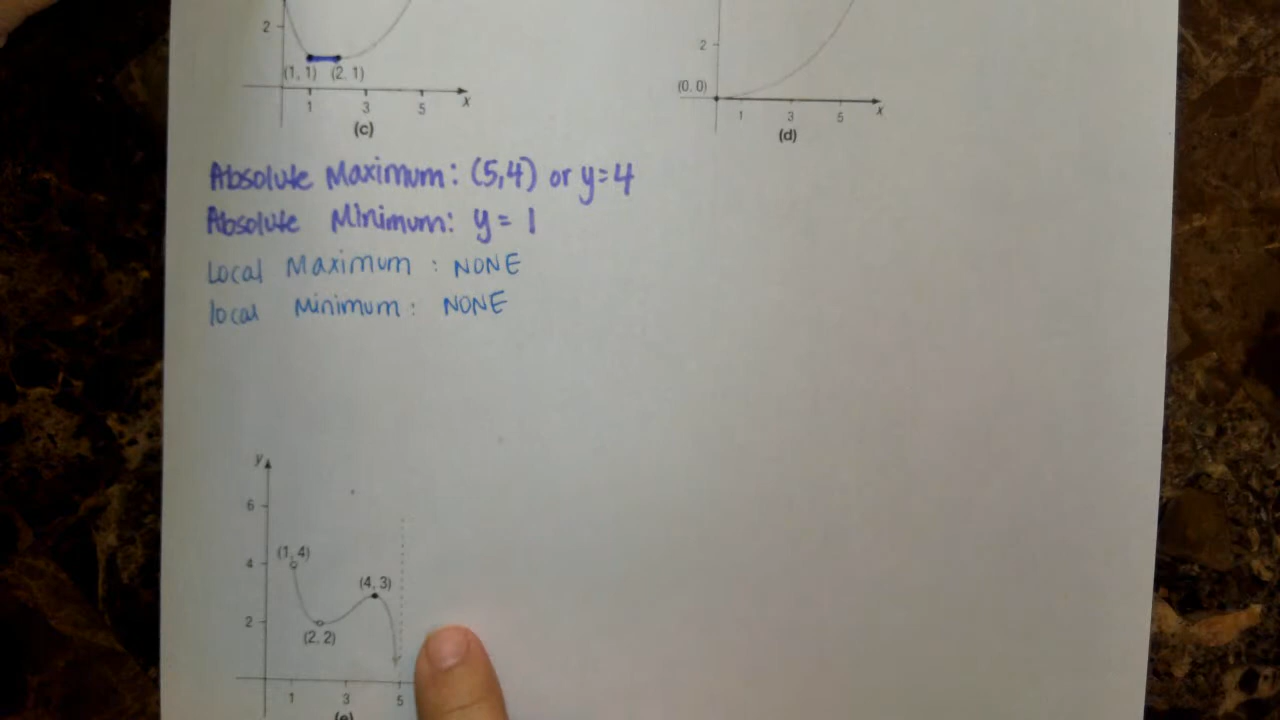 2
(1, 1) (2, 1)
1 3 5 x
(c)
2
(0, 0)
1 3 5 x
(d)
Absolute Maximum: (5,4) or y=4
Absolute Minimum: y = 1
Local Maximum : NONE
local Minimum : NONE
y
6
(1, 4)
4
(4, 3)
2
(2, 2)
1 3 5
(e)